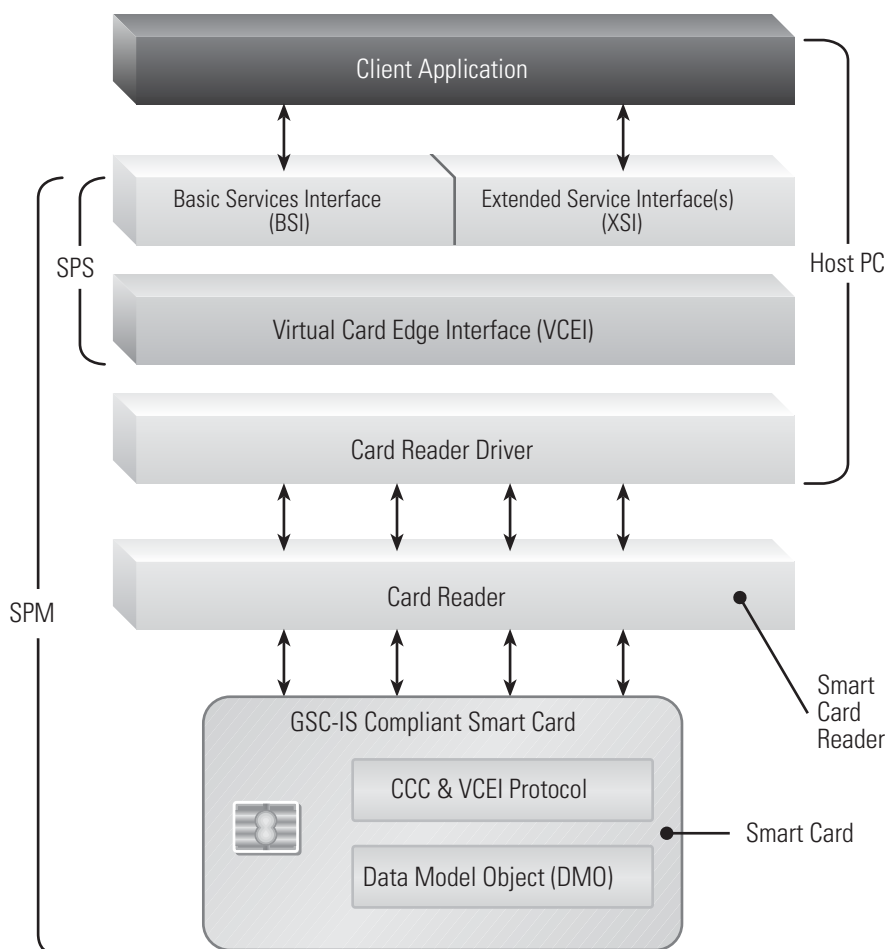 Client Application
Basic Services Interface
(BSI)
Extended Service Interface(s)
(XSI)
SPS
Host PC
Virtual Card Edge Interface (VCEI)
Card Reader Driver
Card Reader
SPM
Smart
Card
Reader
GSC-IS Compliant Smart Card
CCC & VCEI Protocol
Smart Card
Data Model Object (DMO)